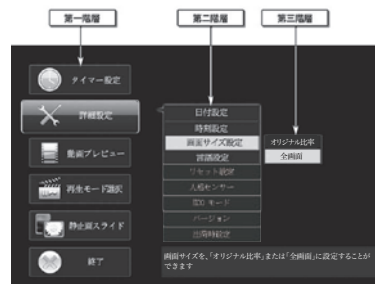 第一階層
第二階層
第三階層
タイマー設定
詳細設定
動画プレビュー
再生モード選択
静止画スライド
終了
日付設定
時刻設定
画面サイズ設定
言語設定
リセット設定
人感センサー
バージョン
出荷時設定
オリジナル比率
全画面
画面サイズを、「オリジナル比率」または「全画面」に設定することが
できます